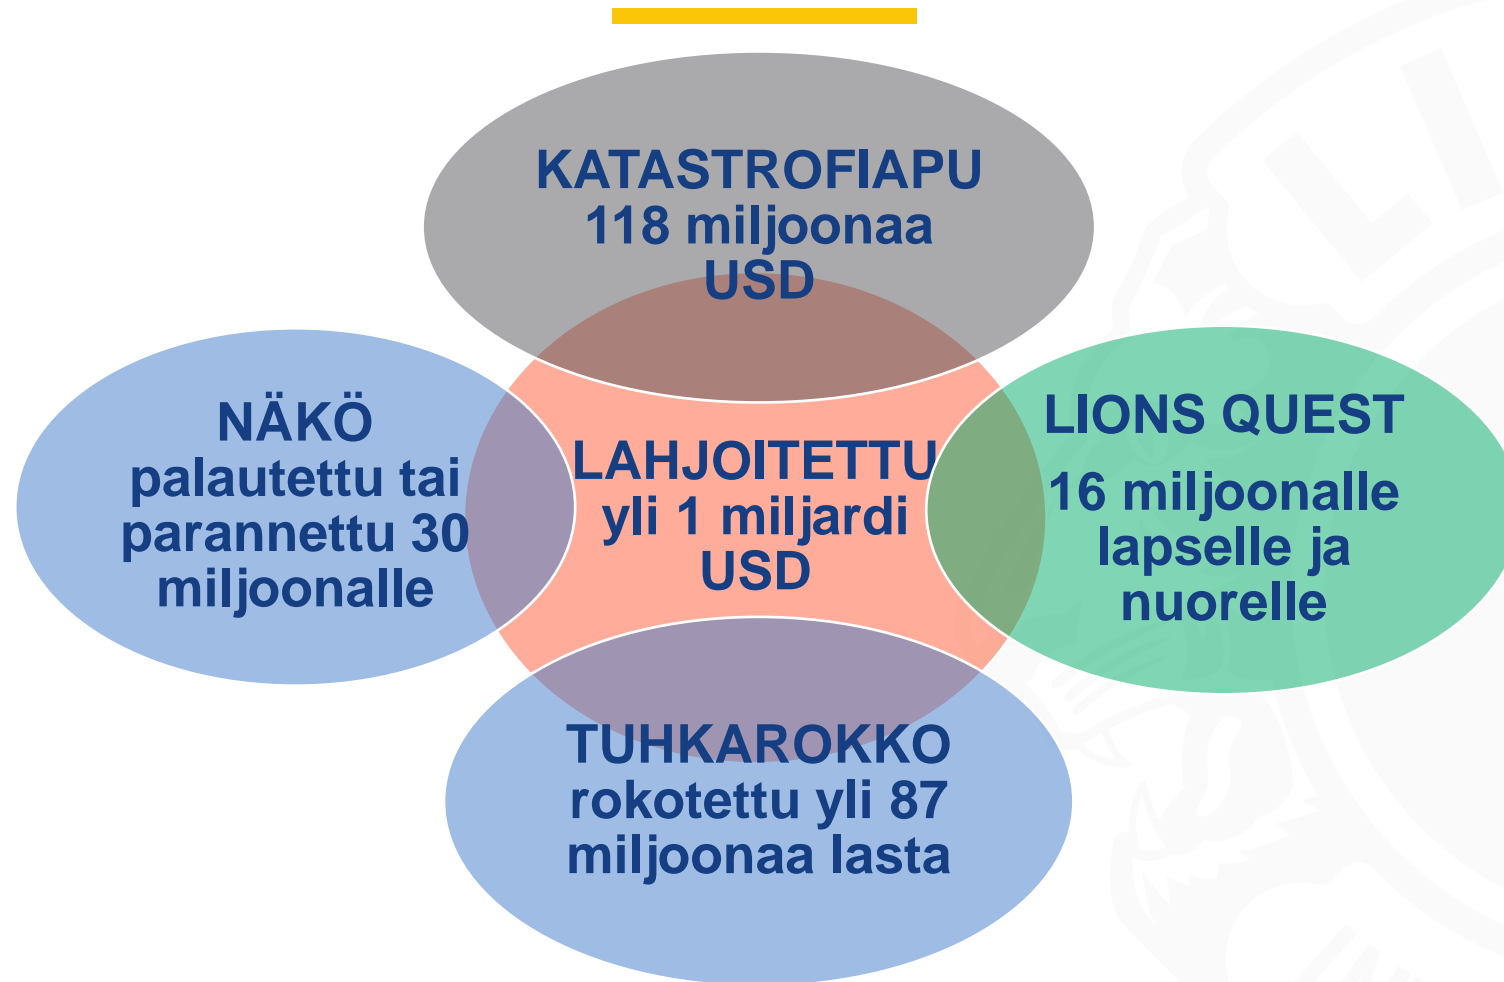 KATASTROFIAPU
118 miljoonaa
USD
NÄKÖ
palautettu tai
parannettu 30
miljoonalle
LAHJOITETTU
yli 1 miljardi
USD
LIONS QUEST
16 miljoonalle
lapselle ja
nuorelle
TUHKAROKKO
rokotettu yli 87
miljoonaa lasta